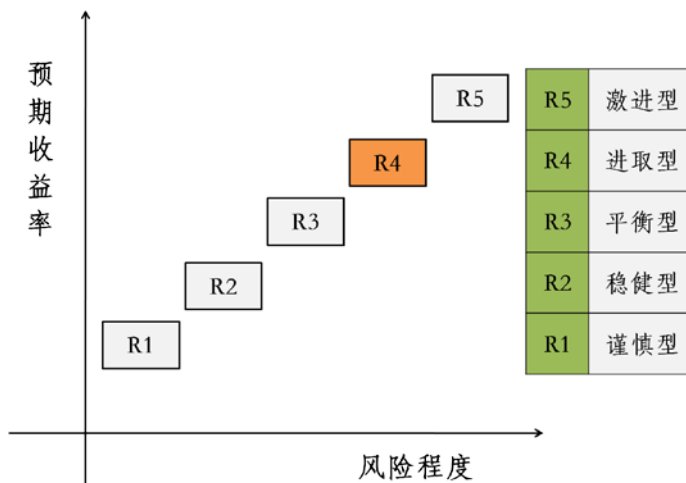 预期收益率
R5
R4
R3
R2
R1
风险程度
R5 激进型
R4 进取型
R3 平衡型
R2 稳健型
R1 谨慎型